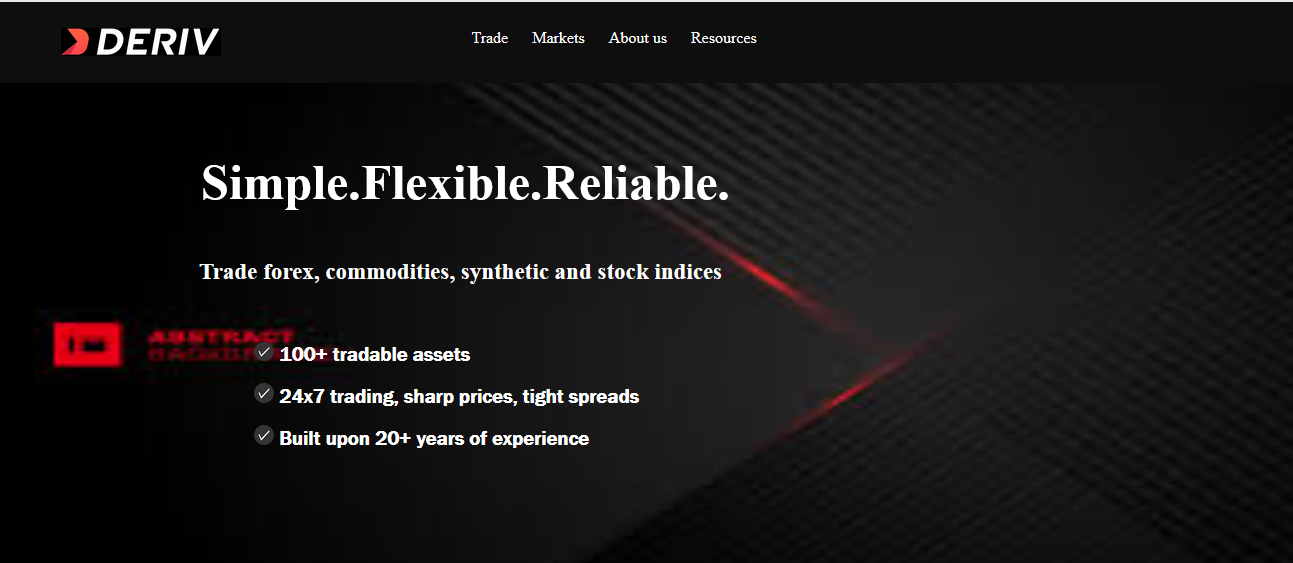 DERIV
Trade Markets About us Resources
Simple.Flexible.Reliable.
Trade forex, commodities, synthetic and stock indices
ABSTRACT
100+ tradable assets
24x7 trading, sharp prices, tight spreads
Built upon 20+ years of experience